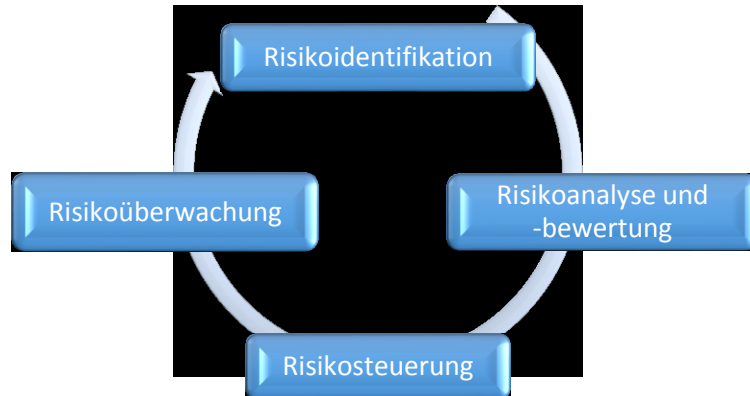 Risikoidentifikation
Risikoanalyse und
-bewertung
Risikosteuerung
Risikoüberwachung